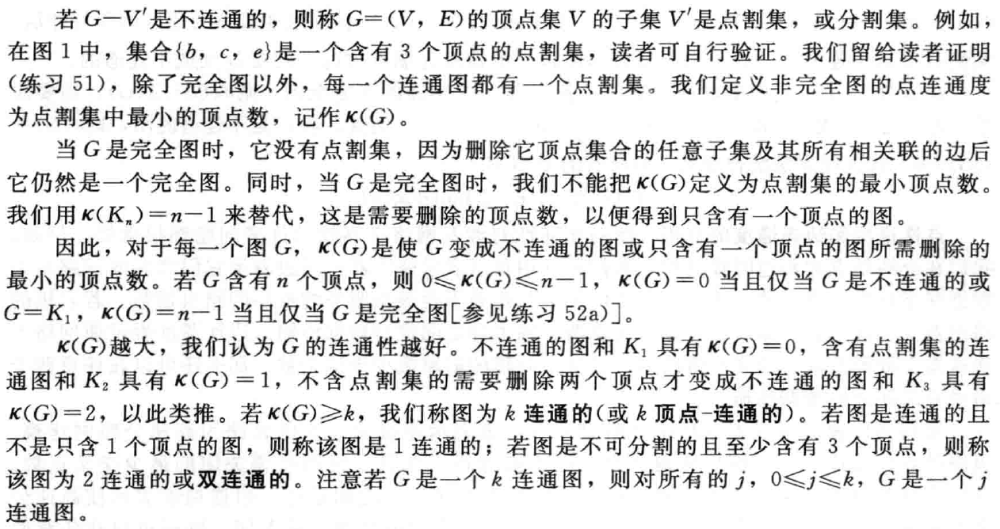 若 G−V′是不连通的，则称 G=(V，E)的顶点集 V 的子集 V′是点割集，或分割集。例如，
在图 1 中，集合{b，c，e}是一个含有 3 个顶点的点割集，读者可自行验证。我们留给读者证明
(练习 51)，除了完全图以外，每一个连通图都有一个点割集。我们定义非完全图的点连通度
为点割集中最小的顶点数，记作 κ(G)。
当 G 是完全图时，它没有点割集，因为删除它顶点集合的任意子集及其所有相关联的边后
它仍然是一个完全图。同时，当 G 是完全图时，我们不能把 κ(G)定义为点割集的最小顶点数。
我们用 κ(Kₙ)=n−1 来替代，这是需要删除的顶点数，以便得到只含有一个顶点的图。
因此，对于每一个图 G，κ(G)是使 G 变成不连通的图或只含有一个顶点的图所需删除的
最小的顶点数。若 G 含有 n 个顶点，则 0≤κ(G)≤n−1，κ(G)=0 当且仅当 G 是不连通的或
G=K₁，κ(G)=n−1 当且仅当 G 是完全图[参见练习 52a)]。
κ(G)越大，我们认为 G 的连通性越好。不连通的图和 K₁ 具有 κ(G)=0，含有点割集的连
通图和 K₂ 具有 κ(G)=1，不含点割集的需要删除两个顶点才变成不连通的图和 K₃ 具有
κ(G)=2，以此类推。若 κ(G)≥k，我们称图为 k 连通的(或 k 顶点-连通的)。若图是连通的且
不是只含 1 个顶点的图，则称该图是 1 连通的；若图是不可分割的且至少含有 3 个顶点，则称
该图为 2 连通的或双连通的。注意若 G 是一个 k 连通图，则对所有的 j，0≤j≤k，G 是一个 j
连通图。